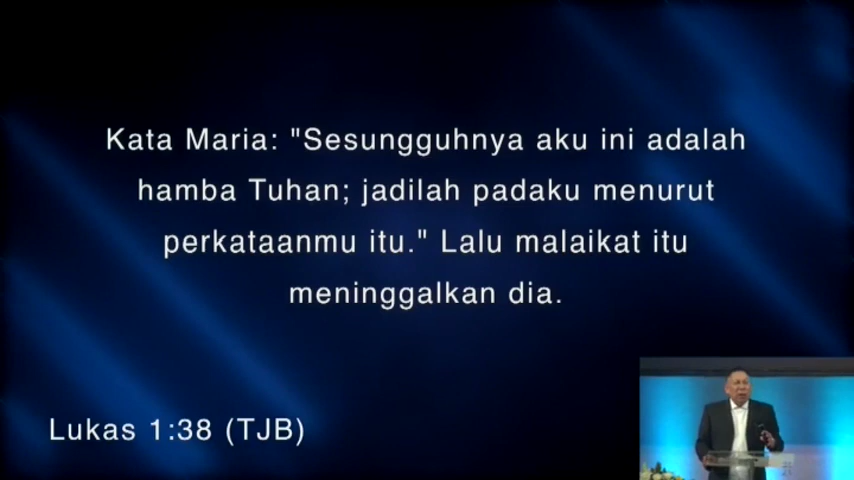 Kata Maria: "Sesungguhnya aku ini adalah
hamba Tuhan; jadilah padaku menurut
perkataanmu itu." Lalu malaikat itu
meninggalkan dia.
Lukas 1:38 (TJB)